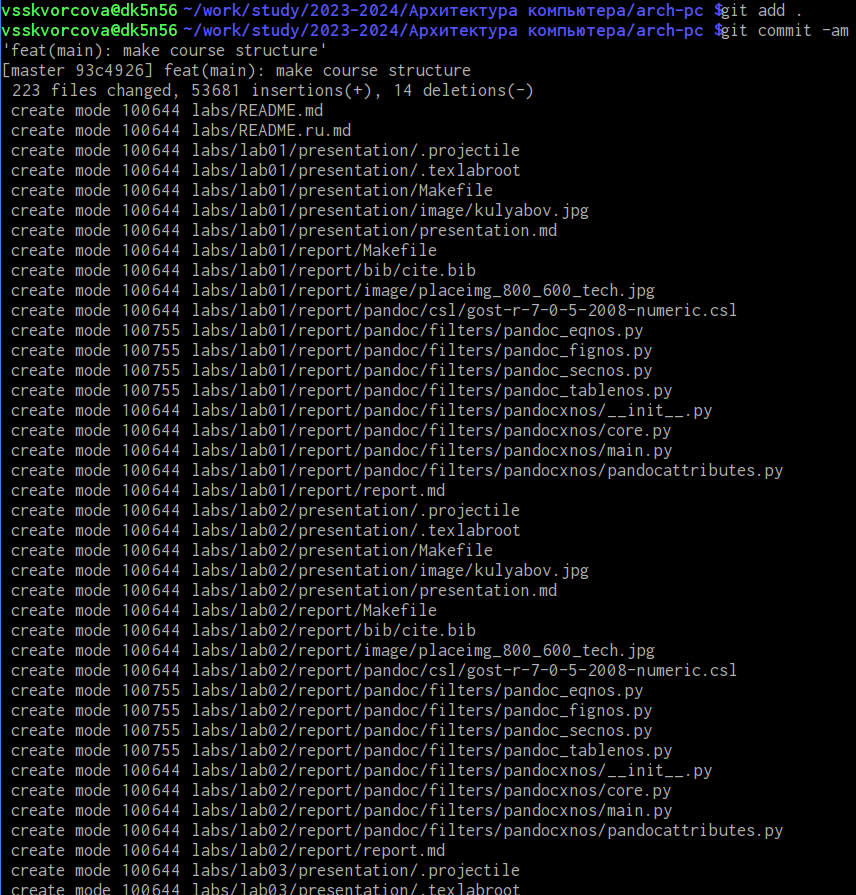 vsskvorcova@dk5n56 ~/work/study/2023-2024/Архитектура компьютера/arch-pc $ git add .
vsskvorcova@dk5n56 ~/work/study/2023-2024/Архитектура компьютера/arch-pc $ git commit -am
'feat(main): make course structure'
[master 93c4926] feat(main): make course structure
 223 files changed, 53681 insertions(+), 14 deletions(-)
 create mode 100644 labs/README.md
 create mode 100644 labs/README.ru.md
 create mode 100644 labs/lab01/presentation/.projectile
 create mode 100644 labs/lab01/presentation/.texlabroot
 create mode 100644 labs/lab01/presentation/Makefile
 create mode 100644 labs/lab01/presentation/image/kulyabov.jpg
 create mode 100644 labs/lab01/presentation/presentation.md
 create mode 100644 labs/lab01/report/Makefile
 create mode 100644 labs/lab01/report/bib/cite.bib
 create mode 100644 labs/lab01/report/image/placeimg_800_600_tech.jpg
 create mode 100644 labs/lab01/report/pandoc/csl/gost-r-7-0-5-2008-numeric.csl
 create mode 100755 labs/lab01/report/pandoc/filters/pandoc_eqnos.py
 create mode 100755 labs/lab01/report/pandoc/filters/pandoc_fignos.py
 create mode 100755 labs/lab01/report/pandoc/filters/pandoc_secnos.py
 create mode 100755 labs/lab01/report/pandoc/filters/pandoc_tablenos.py
 create mode 100644 labs/lab01/report/pandoc/filters/pandocxnos/__init__.py
 create mode 100644 labs/lab01/report/pandoc/filters/pandocxnos/core.py
 create mode 100644 labs/lab01/report/pandoc/filters/pandocxnos/main.py
 create mode 100644 labs/lab01/report/pandoc/filters/pandocxnos/pandocattributes.py
 create mode 100644 labs/lab01/report/report.md
 create mode 100644 labs/lab02/presentation/.projectile
 create mode 100644 labs/lab02/presentation/.texlabroot
 create mode 100644 labs/lab02/presentation/Makefile
 create mode 100644 labs/lab02/presentation/image/kulyabov.jpg
 create mode 100644 labs/lab02/presentation/presentation.md
 create mode 100644 labs/lab02/report/Makefile
 create mode 100644 labs/lab02/report/bib/cite.bib
 create mode 100644 labs/lab02/report/image/placeimg_800_600_tech.jpg
 create mode 100644 labs/lab02/report/pandoc/csl/gost-r-7-0-5-2008-numeric.csl
 create mode 100755 labs/lab02/report/pandoc/filters/pandoc_eqnos.py
 create mode 100755 labs/lab02/report/pandoc/filters/pandoc_fignos.py
 create mode 100755 labs/lab02/report/pandoc/filters/pandoc_secnos.py
 create mode 100755 labs/lab02/report/pandoc/filters/pandoc_tablenos.py
 create mode 100644 labs/lab02/report/pandoc/filters/pandocxnos/__init__.py
 create mode 100644 labs/lab02/report/pandoc/filters/pandocxnos/core.py
 create mode 100644 labs/lab02/report/pandoc/filters/pandocxnos/main.py
 create mode 100644 labs/lab02/report/pandoc/filters/pandocxnos/pandocattributes.py
 create mode 100644 labs/lab02/report/report.md
 create mode 100644 labs/lab03/presentation/.projectile
 create mode 100644 labs/lab03/presentation/.texlabroot